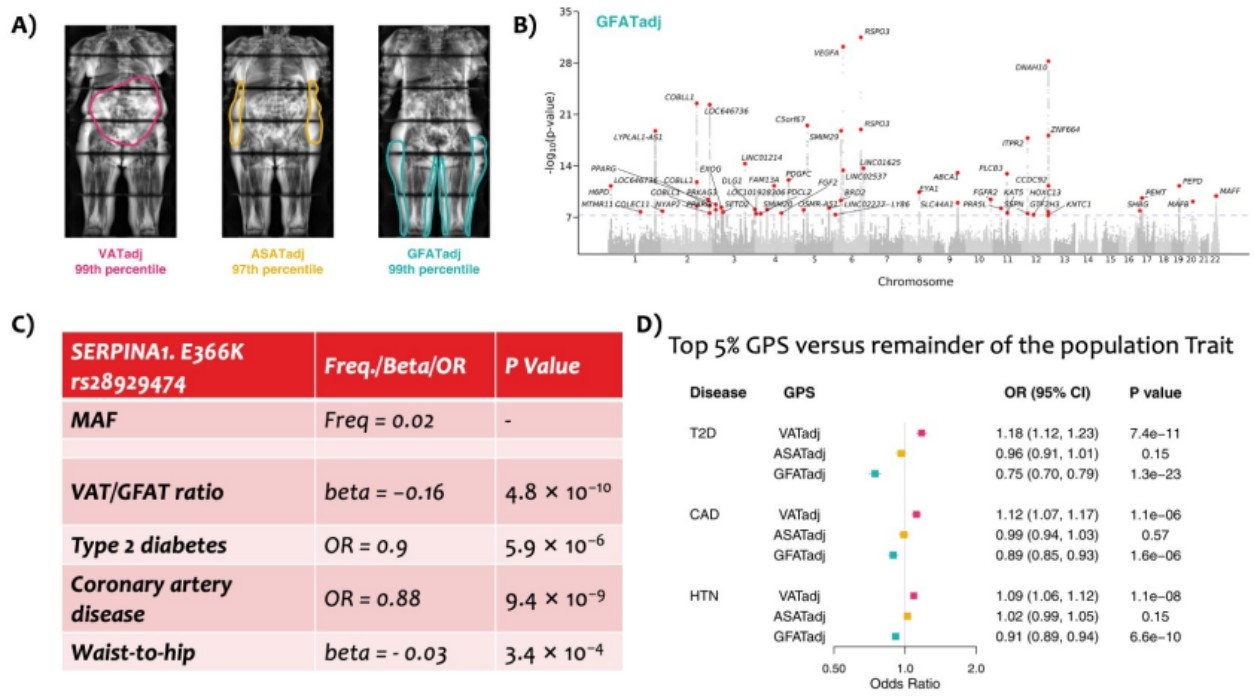 A)
VATadj
99th percentile
ASATadj
97th percentile
GFATadj
99th percentile
B)
GFATadj
-log10(p-value)
35
28
21
14
7
RSPO3
VEGFA
DNAH10
COBLL1
LOC646736
C5orf67
RSPO3
LYPLAL1-AS1
SMIM29
ZNF664
ITPR2
LINC01214
LINC01625
EXOG
PDGFC
LINC02537
ABCA1
PLCB3
PPARG
LOC646736
COBLL1
DLG1
FAM13A
FGF2
CCDC92
PEPD
H6PD
COBLL1
PRKAG3
LOC101928306
PDCL2
BRD2
EYA1
FGFR2
KAT5
HOXC13
PEMT
MAFF
MTMR11
COLEC11
NYAP2
PPARG
SETD2
SMIM20
OSMR-AS1
LINC02227
LY86
SLC44A1
PRR5L
SSPN
GTF2H3
KNTC1
SHBG
MAFB
1 2 3 4 5 6 7 8 9 10 11 12 13 14 15 16 17 19 20 21 22
Chromosome
C)
SERPINA1. E366K
rs28929474
Freq./Beta/OR
P Value
MAF
Freq = 0.02
-
VAT/GFAT ratio
beta = −0.16
4.8 × 10−10
Type 2 diabetes
OR = 0.9
5.9 × 10−6
Coronary artery
disease
OR = 0.88
9.4 × 10−9
Waist-to-hip
beta = - 0.03
3.4 × 10−4
D)
Top 5% GPS versus remainder of the population Trait
Disease GPS OR (95% CI) P value
T2D VATadj 1.18 (1.12, 1.23) 7.4e−11
ASATadj 0.96 (0.91, 1.01) 0.15
GFATadj 0.75 (0.70, 0.79) 1.3e−23
CAD VATadj 1.12 (1.07, 1.17) 1.1e−06
ASATadj 0.99 (0.94, 1.03) 0.57
GFATadj 0.89 (0.85, 0.93) 1.6e−06
HTN VATadj 1.09 (1.06, 1.12) 1.1e−08
ASATadj 1.02 (0.99, 1.05) 0.15
GFATadj 0.91 (0.89, 0.94) 6.6e−10
0.50 1.0 2.0
Odds Ratio